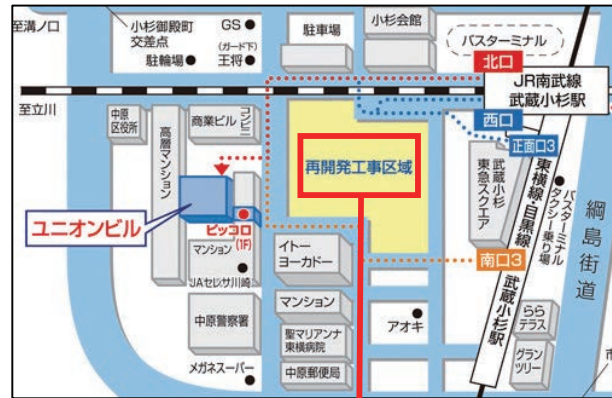 至溝ノ口
小杉御殿町
交差点
駐輪場
GS
(ガード下)
王将
駐車場
小杉会館
バスターミナル
北口
JR南武線
武蔵小杉駅
至立川
中原
区役所
商業ビル
コンビニ
高層マンション
再開発工事区域
西口
正面口3
武蔵小杉
東急スクエア
東横線・目黒線
武蔵小杉駅
バスターミナル
タクシー乗り場
綱島街道
ユニオンビル
ピッコロ
(1F)
マンション
JAセレサ川崎
イトー
ヨーカドー
南口3
中原警察署
マンション
アオキ
ららテラス
聖マリアンナ
東横病院
メガネスーパー
中原郵便局
グランツリー
市